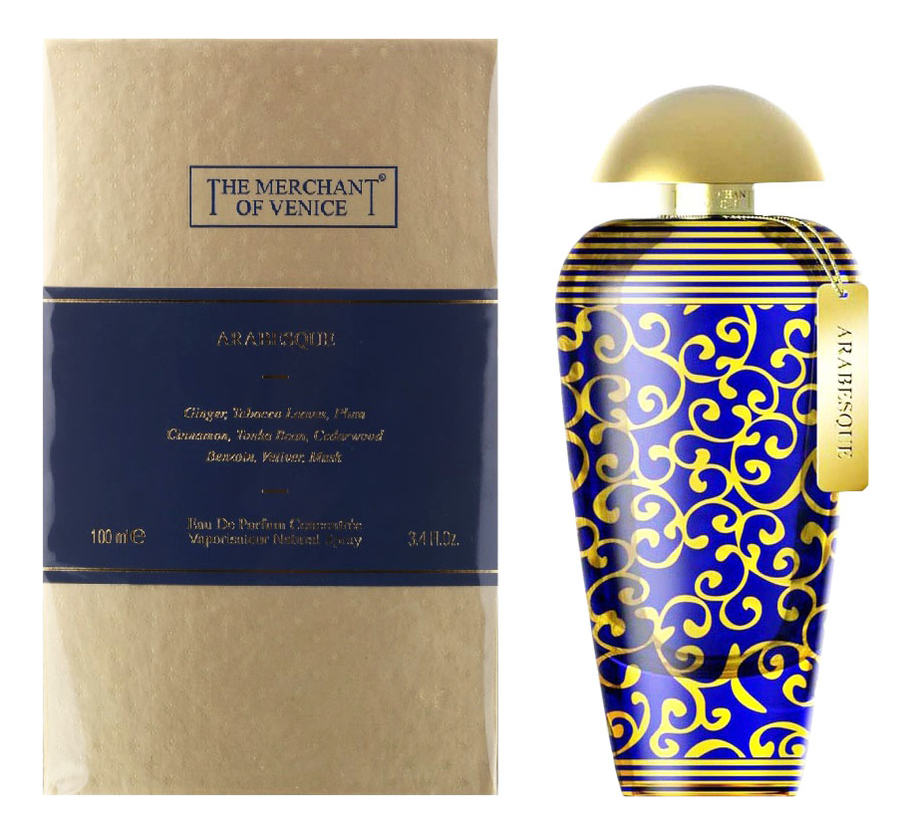 THE MERCHANT®
OF VENICE
ARABESQUE
Ginger, Tobacco Leaves, Plum
Cinnamon, Tonka Bean, Cedarwood
Benzoin, Vetiver, Musk
Eau De Parfum Concentrée
Vaporisateur Natural Spray
100 ml ℮
3.4 Fl.Oz.
ARABESQUE